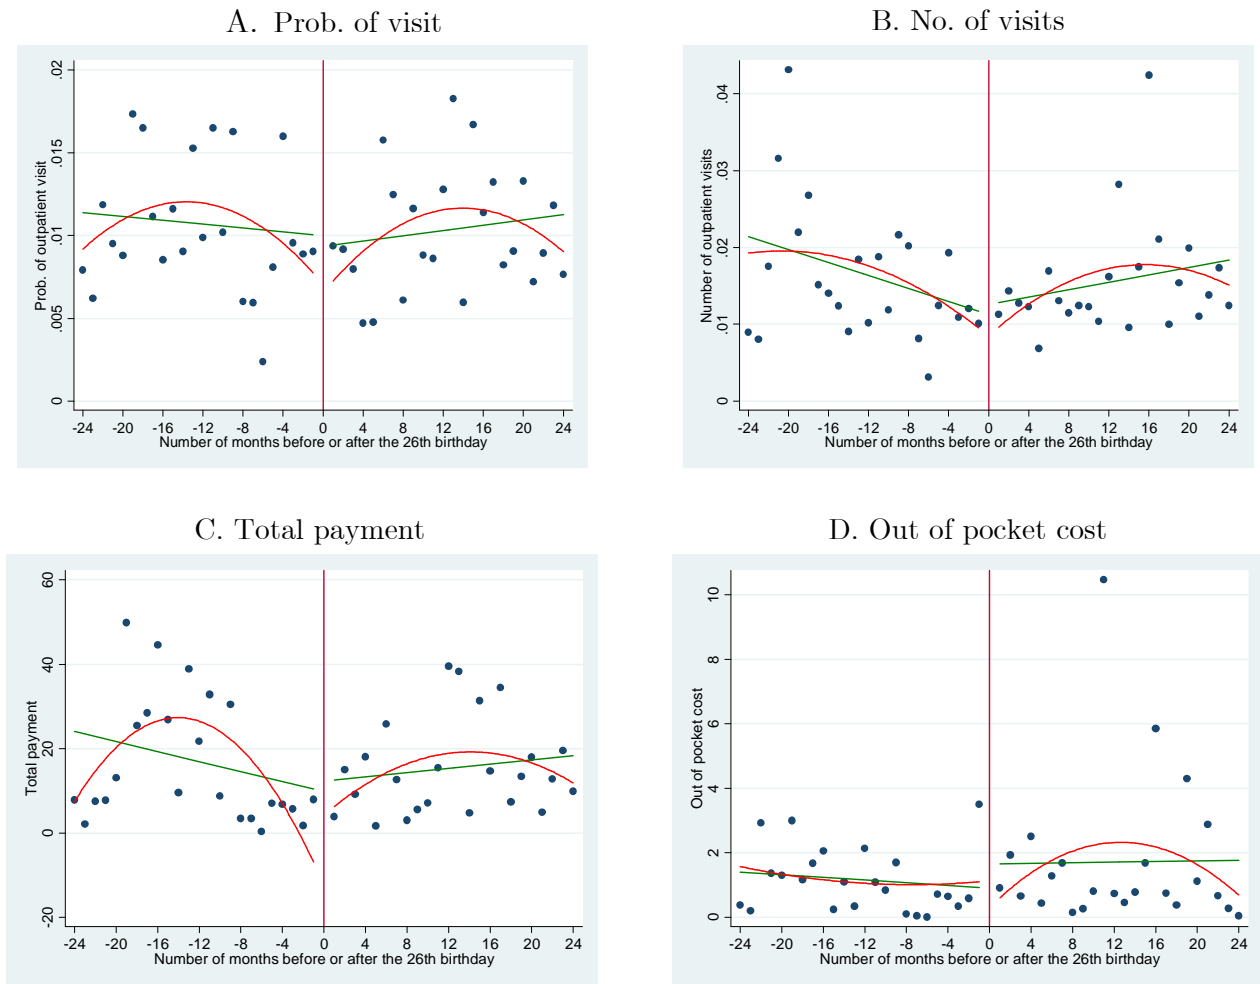 A. Prob. of visit
Prob. of outpatient visit
.02
.015
.01
.005
0
-24 -20 -16 -12 -8 -4 0 4 8 12 16 20 24
Number of months before or after the 26th birthday
B. No. of visits
Number of outpatient visits
.04
.03
.02
.01
0
-24 -20 -16 -12 -8 -4 0 4 8 12 16 20 24
Number of months before or after the 26th birthday
C. Total payment
Total payment
60
40
20
0
-20
-24 -20 -16 -12 -8 -4 0 4 8 12 16 20 24
Number of months before or after the 26th birthday
D. Out of pocket cost
Out of pocket cost
10
8
6
4
2
0
-24 -20 -16 -12 -8 -4 0 4 8 12 16 20 24
Number of months before or after the 26th birthday